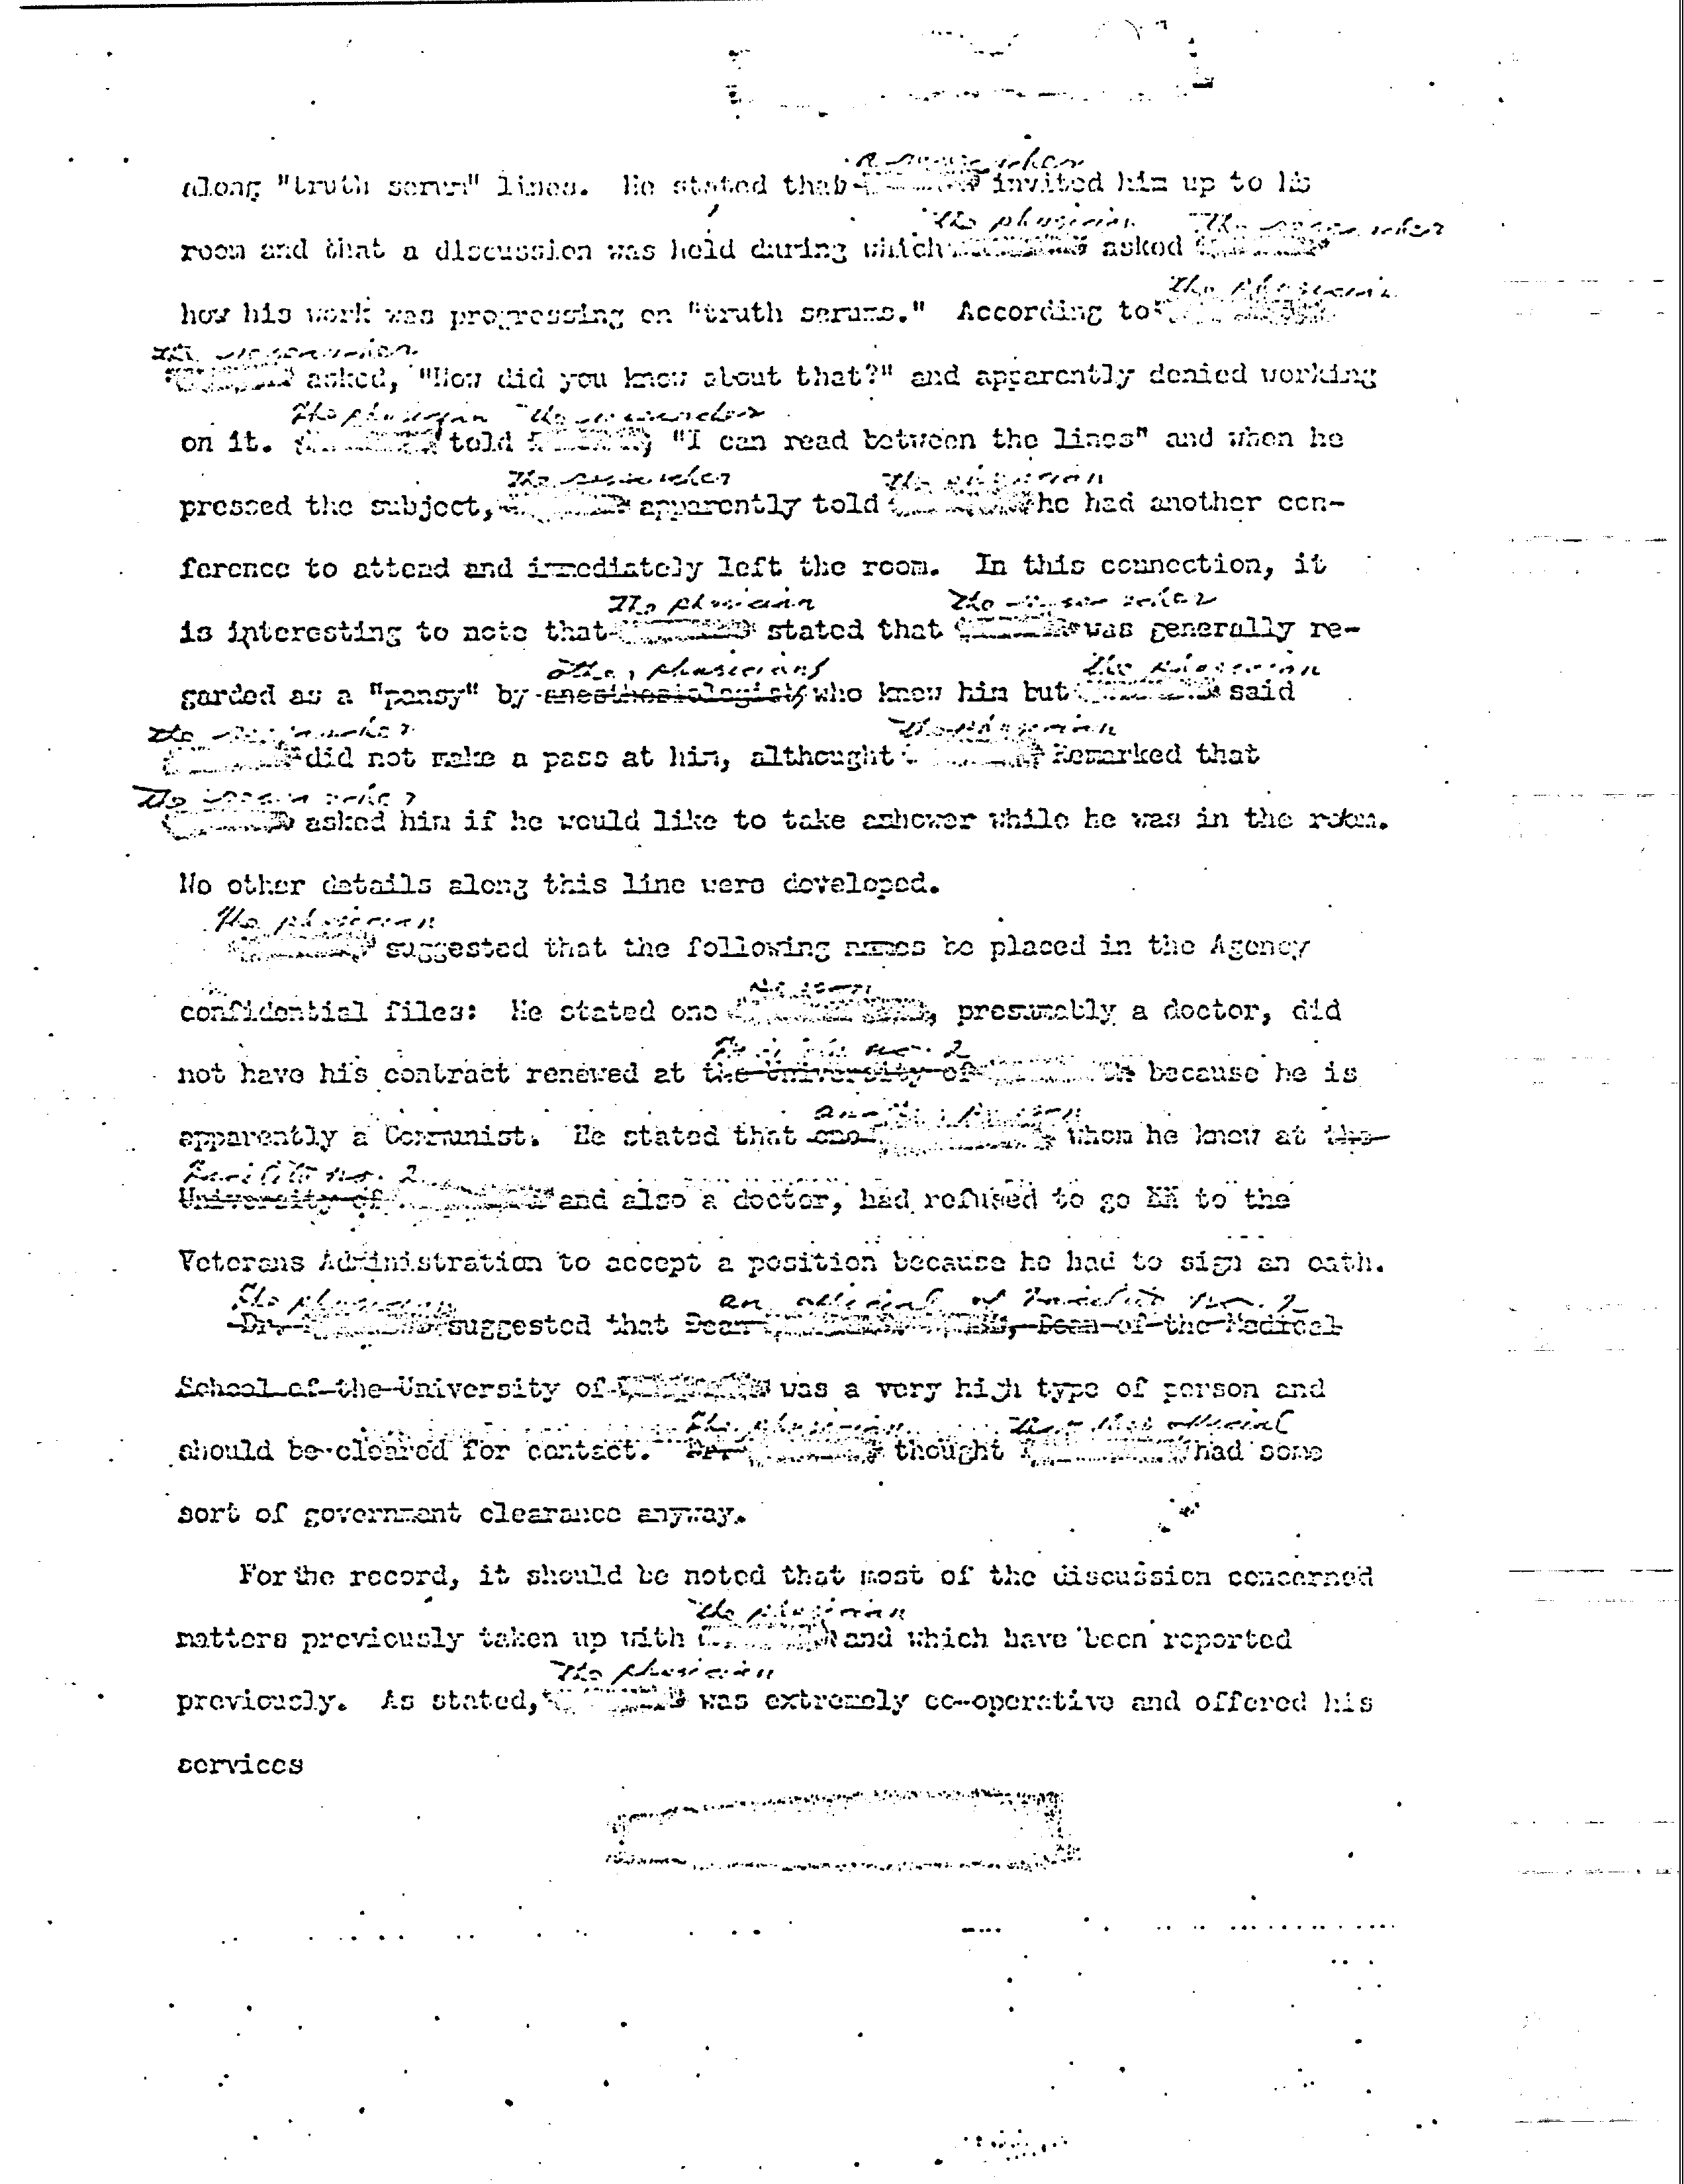 a researcher
along "truth serum" lines. He stated that invited him up to his
The physician The researcher
room and that a discussion was held during which asked
The physician
how his work was progressing on "truth serums." According to
The researcher
asked, "How did you know about that?" and apparently denied working
The physician The researcher
on it. told "I can read between the lines" and when he
The researcher The physician
pressed the subject, apparently told he had another con-
ference to attend and immediately left the room. In this connection, it
The physician The researcher
is interesting to note that stated that was generally re-
Other physicians The physician
garded as a "pansy" by anesthesiologists who knew him but said
The researcher The physician
did not make a pass at him, althought Remarked that
The researcher
asked him if he would like to take ashower while he was in the room.
No other details along this line were developed.
The physician
suggested that the following names be placed in the Agency
confidential files: He stated one , presumably a doctor, did
Facility no. 2
not have his contract renewed at the University of because he is
apparently a Communist. He stated that one whom he knew at the
Facility no. 2
University of and also a doctor, had refused to go XX to the
Veterans Administration to accept a position because he had to sign an oath.
The physician an official of Facility no. 2
Dr. suggested that Dean , Dean of the Medical
School of the University of was a very high type of person and
The physician official
should be cleared for contact. Dr. thought had some
sort of government clearance anyway.
For the record, it should be noted that most of the discussion concerned
The physician
matters previously taken up with and which have been reported
The physician
previously. As stated, was extremely co-operative and offered his
services